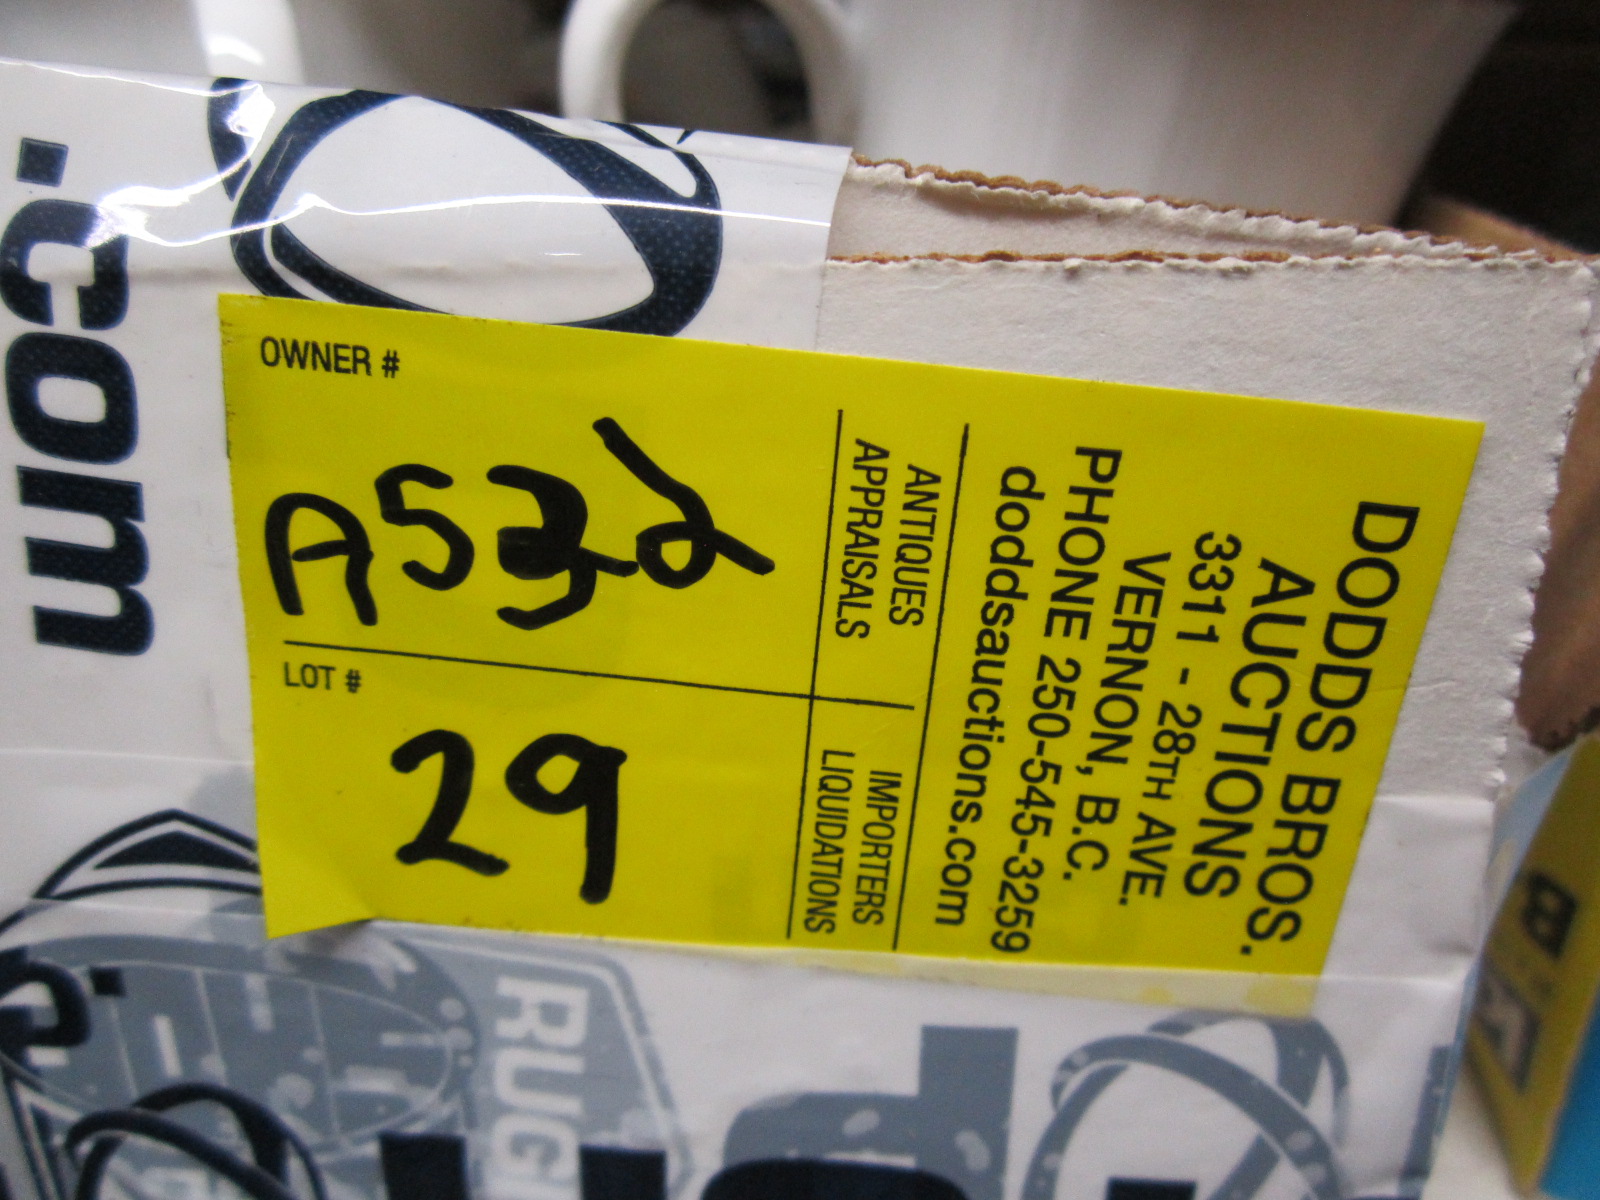 DODDS BROS.
AUCTIONS
3311 - 28TH AVE.
VERNON, B.C.
PHONE 250-545-3259
doddsauctions.com
ANTIQUES
APPRAISALS
IMPORTERS
LIQUIDATIONS
OWNER #
LOT #
29
.com
RUG